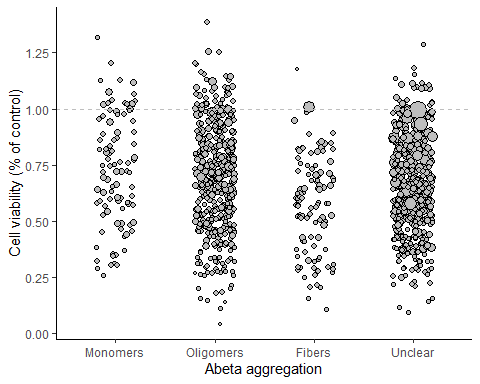 Cell viability (% of control)
1.25
1.00
0.75
0.50
0.25
0.00
Monomers Oligomers Fibers Unclear
Abeta aggregation